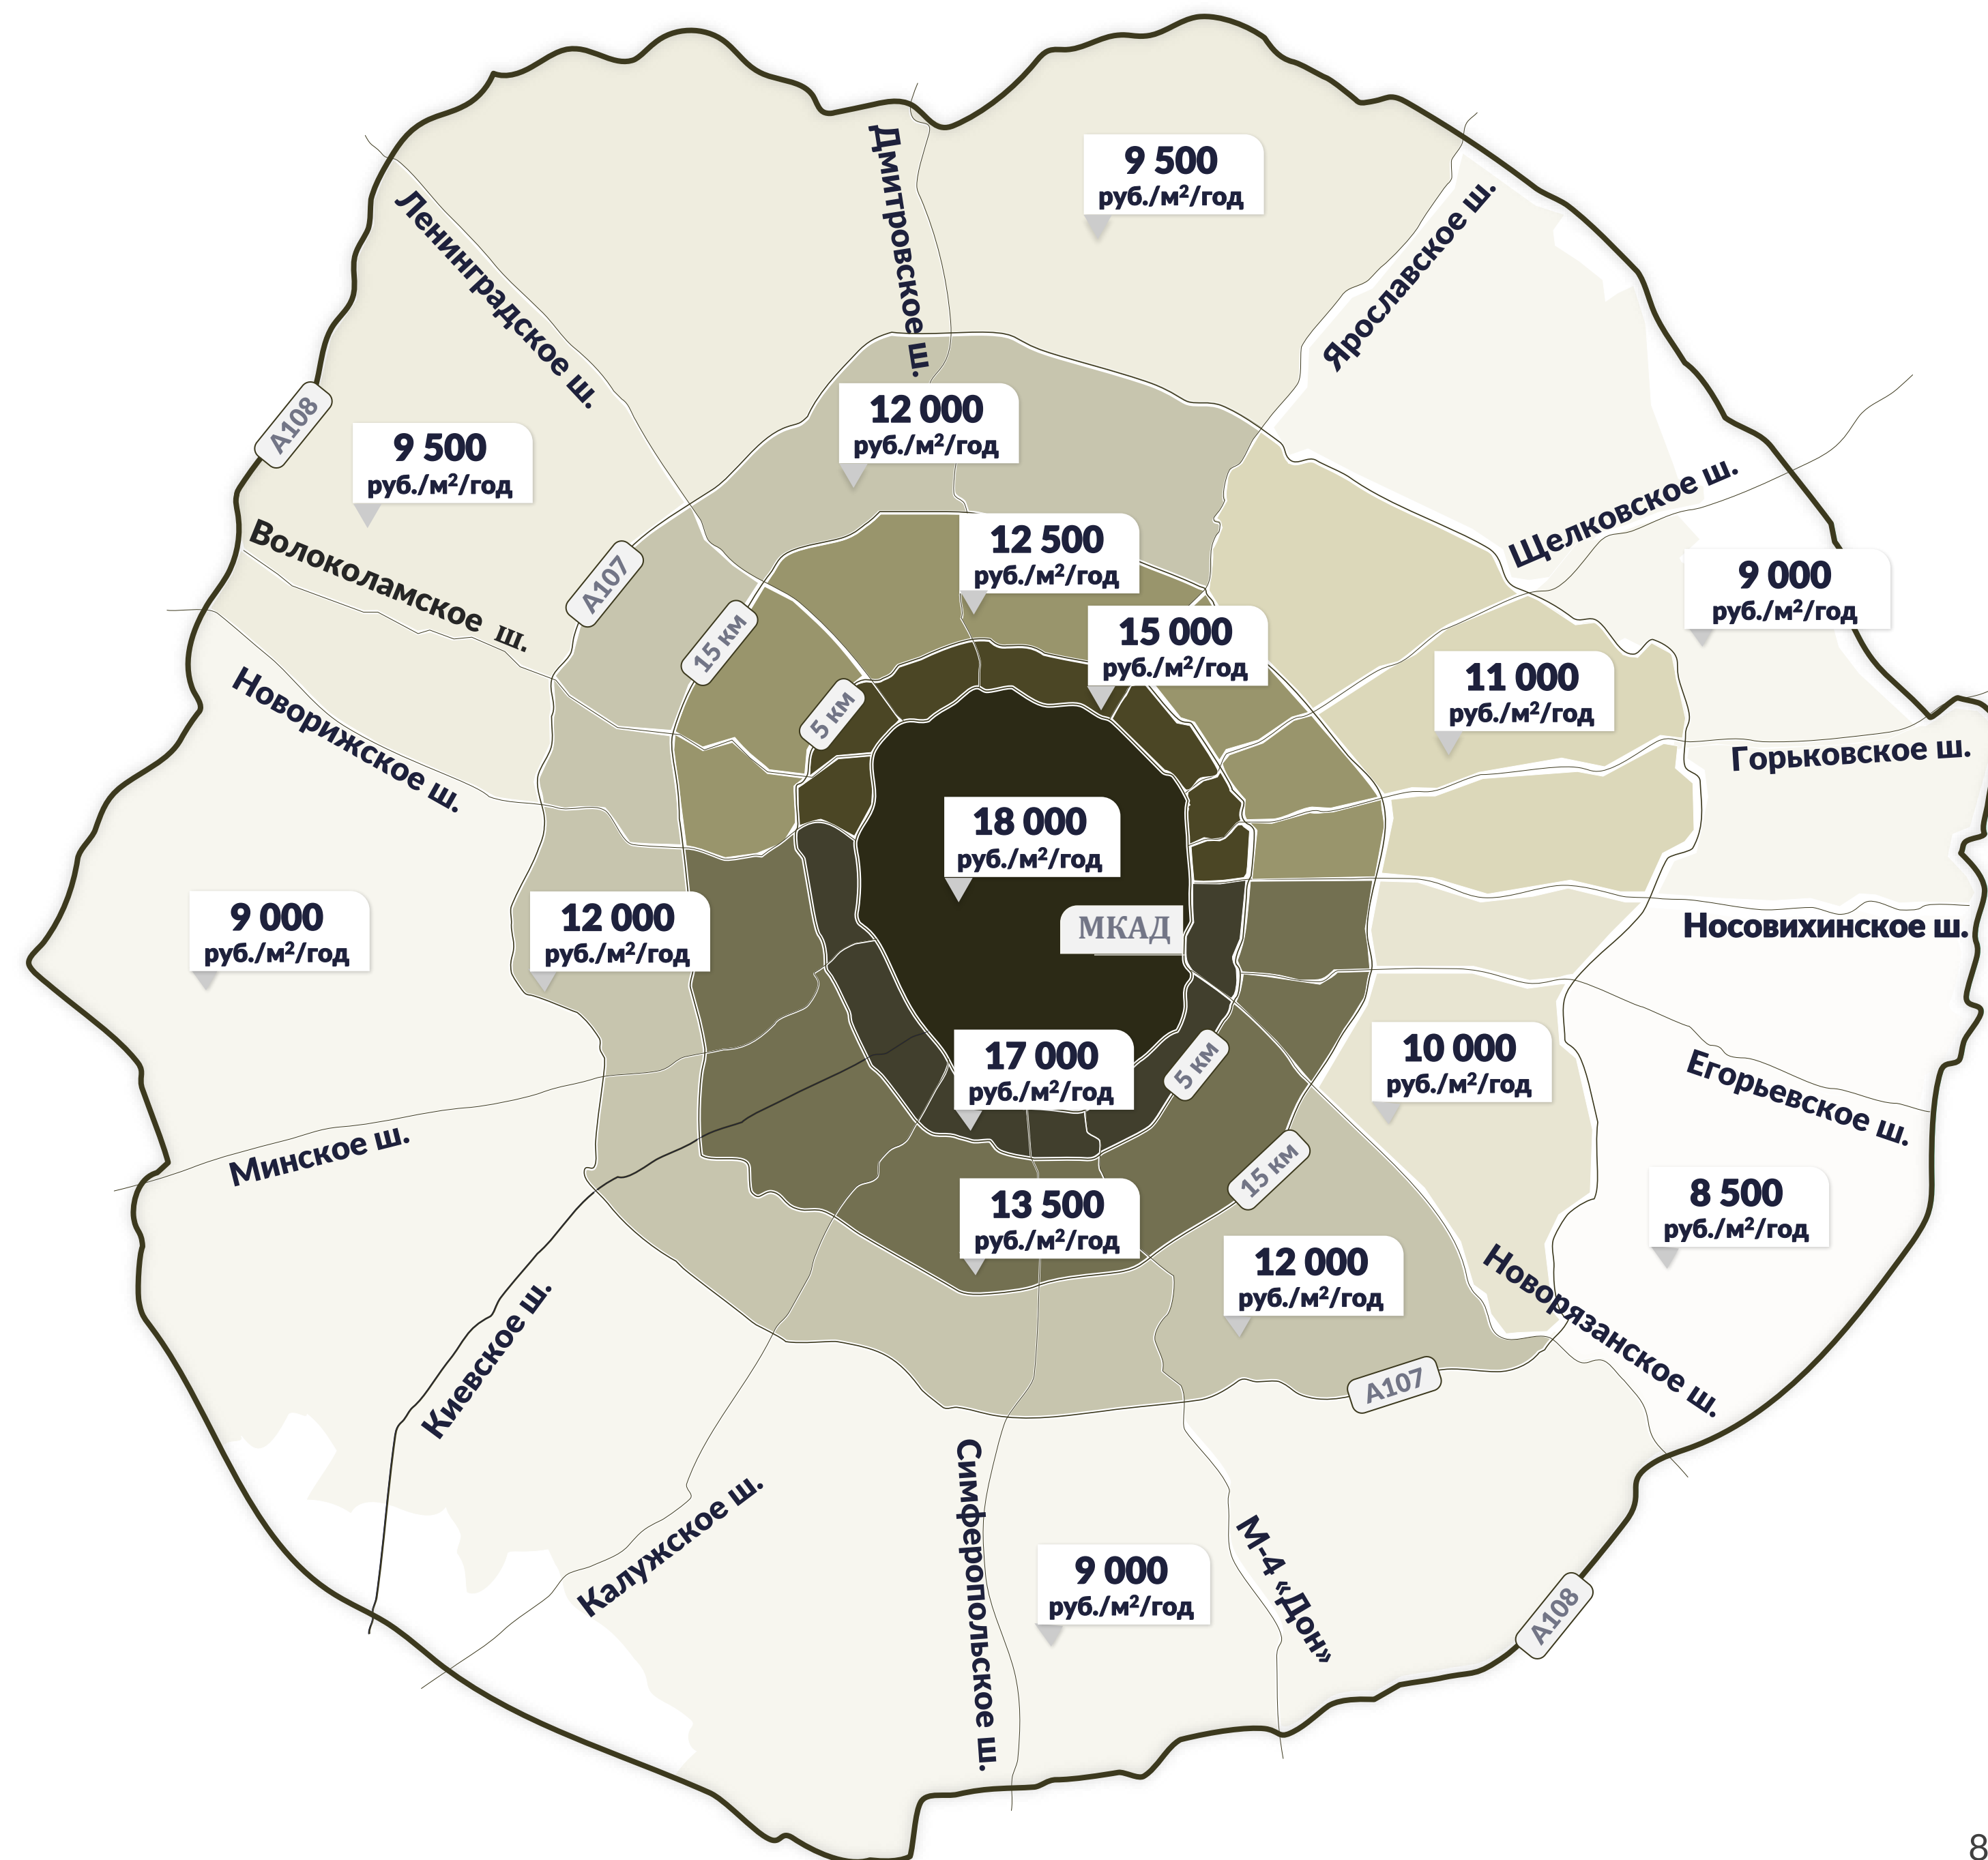 Дмитровское ш.
9 500
руб./м²/год
Ярославское ш.
Ленинградское ш.
12 000
руб./м²/год
А108
9 500
руб./м²/год
Щелковское ш.
Волоколамское ш.
А107
12 500
руб./м²/год
9 000
руб./м²/год
15 км
15 000
руб./м²/год
11 000
руб./м²/год
Новорижское ш.
5 км
Горьковское ш.
18 000
руб./м²/год
9 000
руб./м²/год
12 000
руб./м²/год
МКАД
Носовихинское ш.
17 000
руб./м²/год
5 км
10 000
руб./м²/год
Егорьевское ш.
Минское ш.
15 км
13 500
руб./м²/год
8 500
руб./м²/год
12 000
руб./м²/год
Новорязанское ш.
Киевское ш.
А107
Калужское ш.
Симферопольское ш.
9 000
руб./м²/год
М-4 «Дон»
А108
8